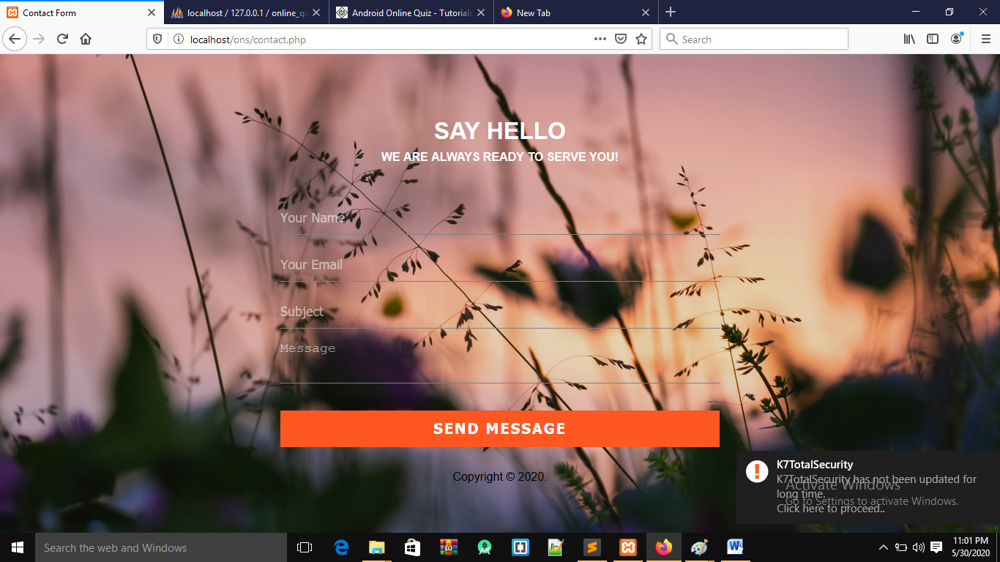 Contact Form
localhost / 127.0.0.1 / online_qu
Android Online Quiz - Tutorials
New Tab
localhost/ons/contact.php
Search
SAY HELLO
WE ARE ALWAYS READY TO SERVE YOU!
Your Name
Your Email
Subject
Message
SEND MESSAGE
Copyright © 2020.
K7TotalSecurity
K7TotalSecurity has not been updated for
long time.
Click here to proceed..
Activate Windows
Go to Settings to activate Windows.
Search the web and Windows
11:01 PM
5/30/2020